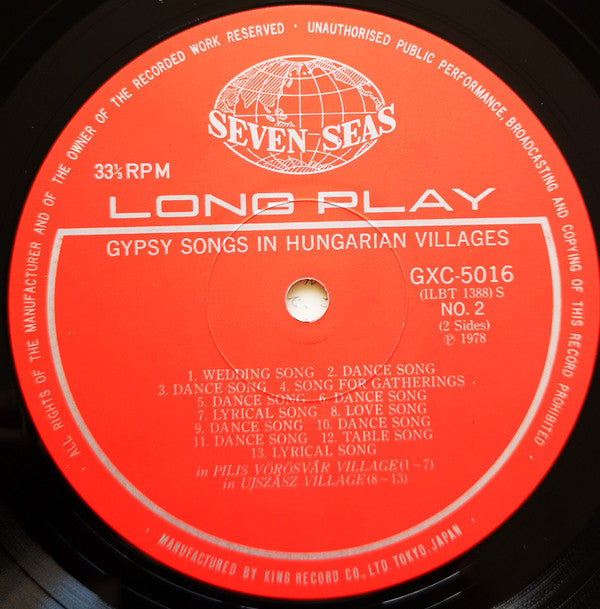 ALL RIGHTS OF THE MANUFACTURER AND OF THE OWNER OF THE RECORDED WORK RESERVED · UNAUTHORISED PUBLIC PERFORMANCE, BROADCASTING AND COPYING OF THIS RECORD PROHIBITED ·
SEVEN SEAS
33⅓ RPM
LONG PLAY
GYPSY SONGS IN HUNGARIAN VILLAGES
GXC-5016
(ILBT 1388) S
NO. 2
(2 Sides)
Ⓟ 1978
1. WEDDING SONG 2. DANCE SONG
3. DANCE SONG 4. SONG FOR GATHERINGS
5. DANCE SONG 6. DANCE SONG
7. LYRICAL SONG 8. LOVE SONG
9. DANCE SONG 10. DANCE SONG
11. DANCE SONG 12. TABLE SONG
13. LYRICAL SONG
in PILIS VÖRÖSVÁR VILLAGE(1~7)
in UJSZÁSZ VILLAGE(8~13)
· MANUFACTURED BY KING RECORD CO., LTD. TOKYO, JAPAN ·